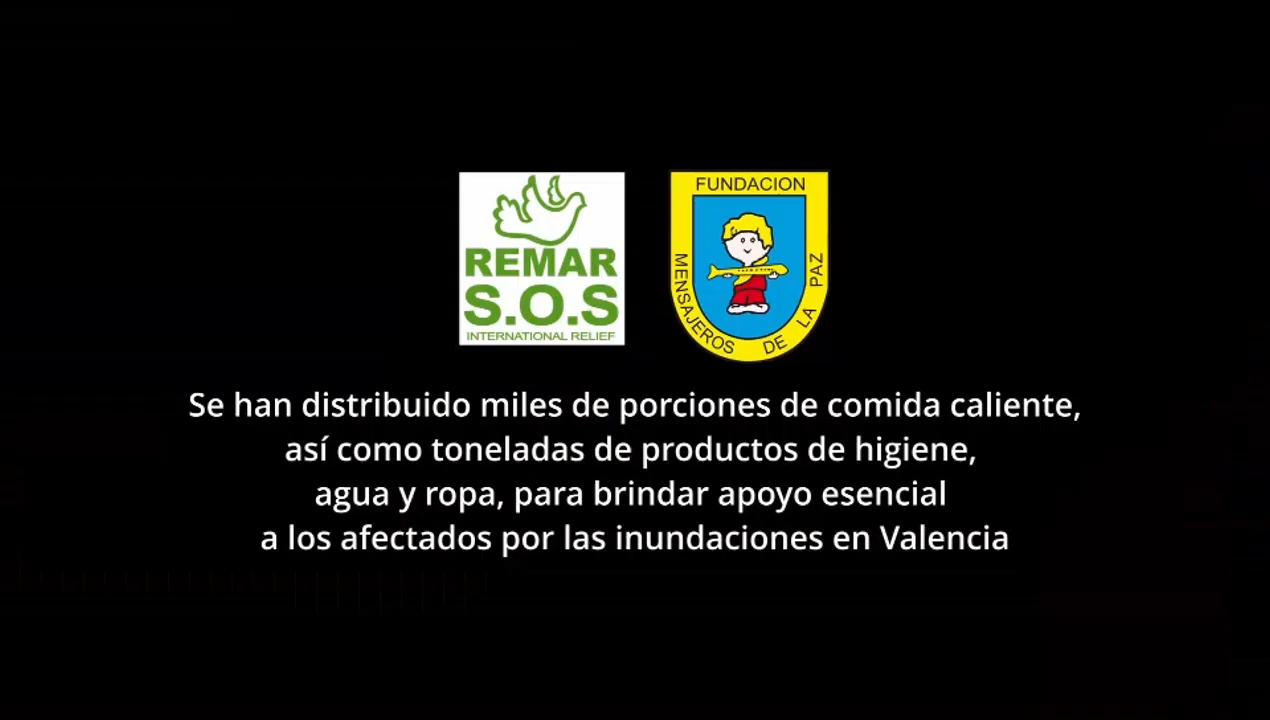 REMAR
S.O.S
INTERNATIONAL RELIEF
FUNDACION
MENSAJEROS DE LA PAZ
Se han distribuido miles de porciones de comida caliente,
así como toneladas de productos de higiene,
agua y ropa, para brindar apoyo esencial
a los afectados por las inundaciones en Valencia